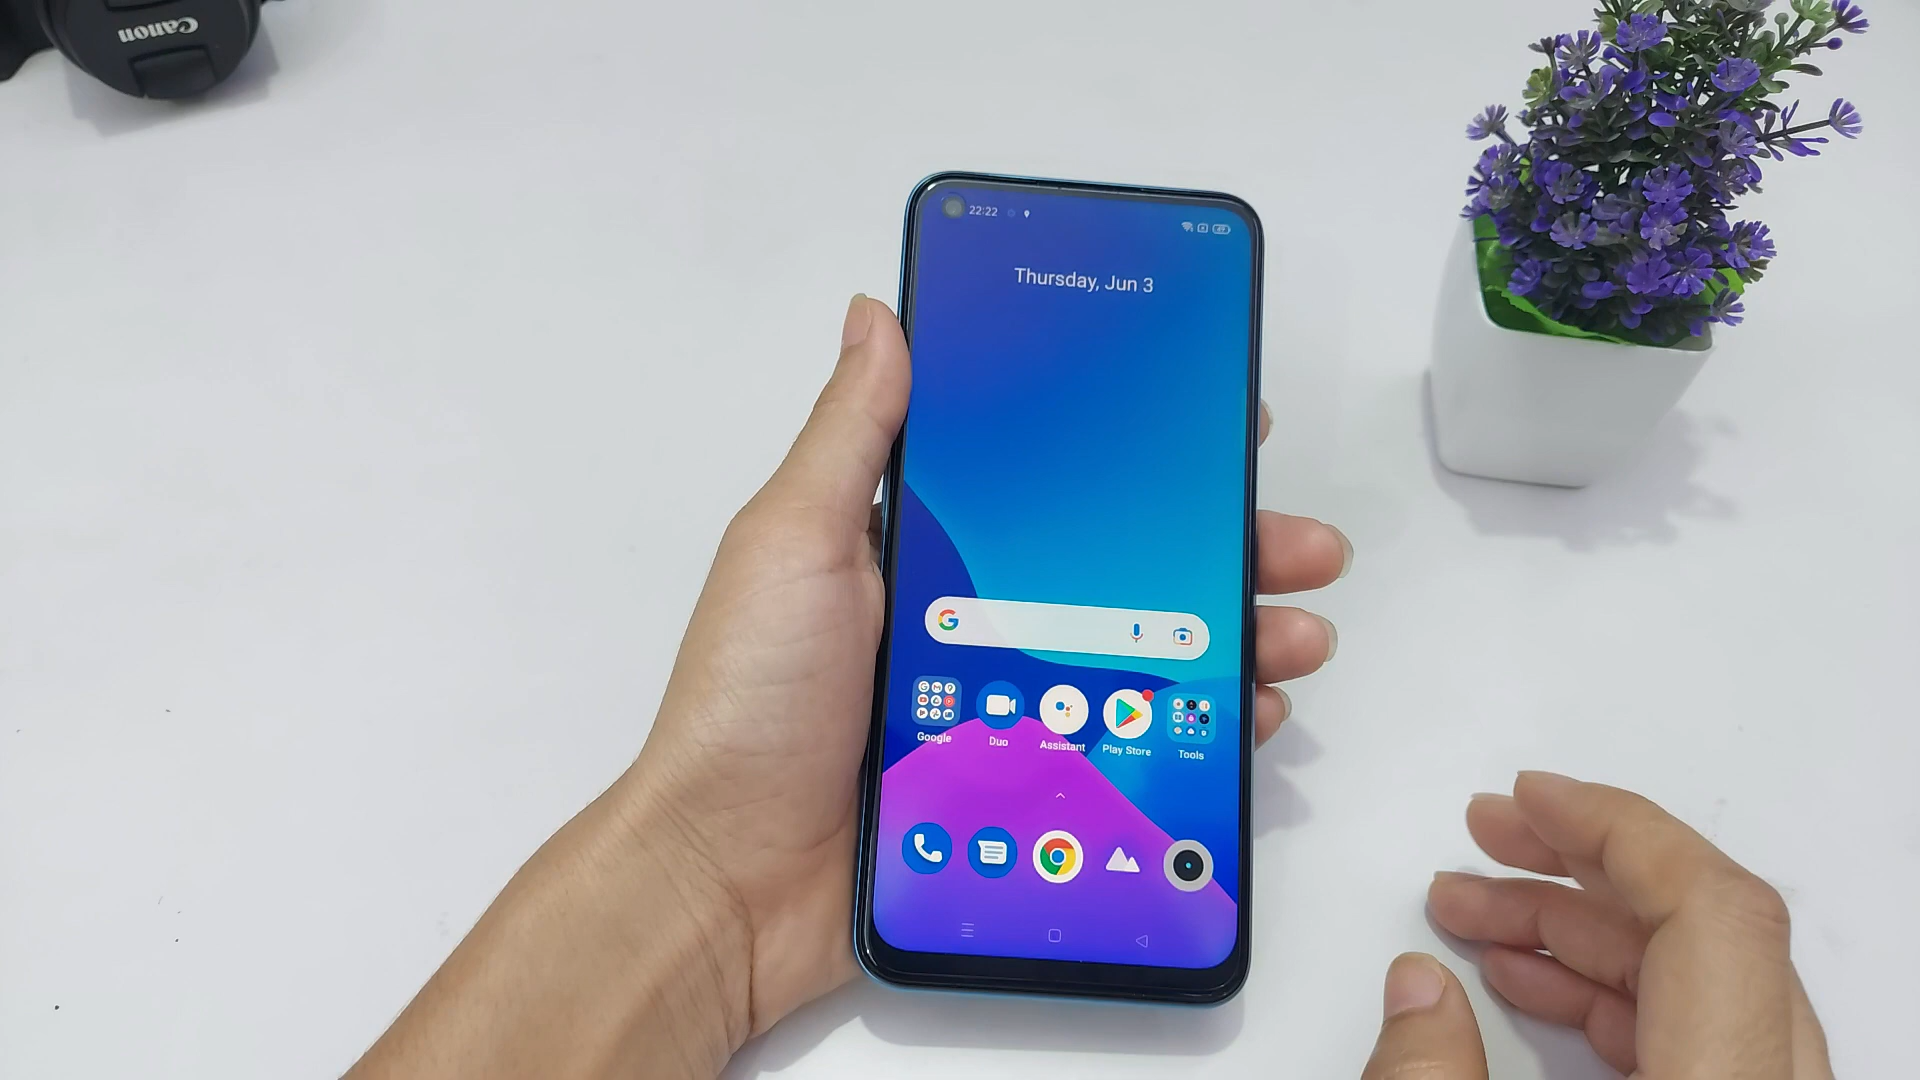 Canon
22:22
Thursday, Jun 3
Google
Duo
Assistant
Play Store
Tools